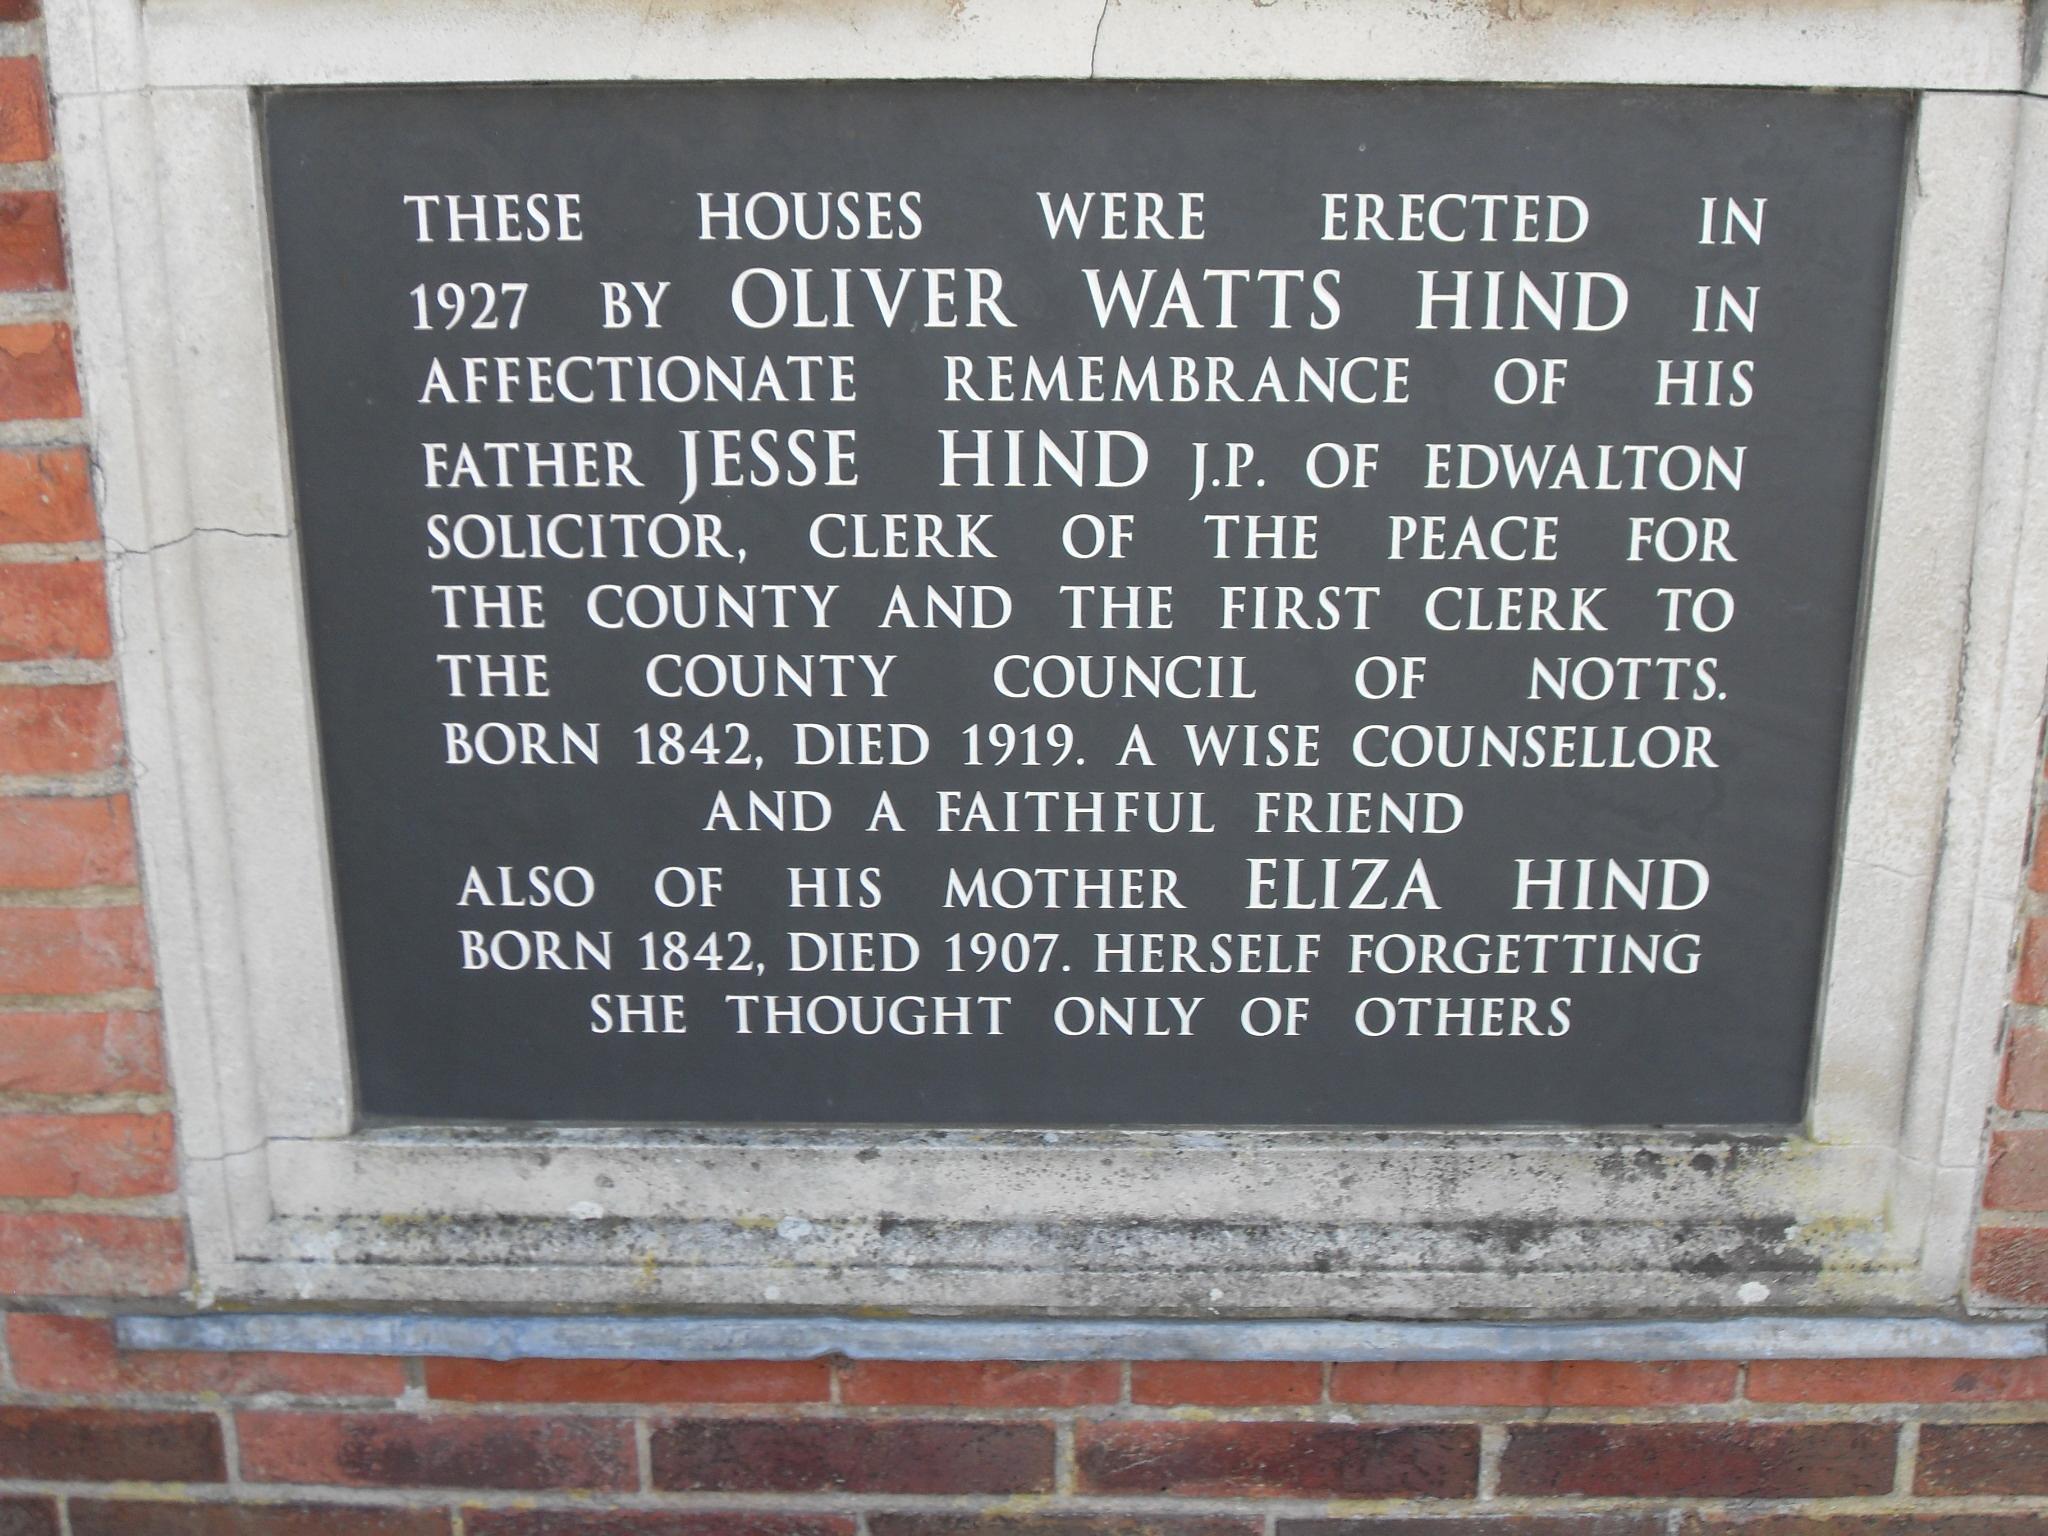 THESE HOUSES WERE ERECTED IN
1927 BY OLIVER WATTS HIND IN
AFFECTIONATE REMEMBRANCE OF HIS
FATHER JESSE HIND J.P. OF EDWALTON
SOLICITOR, CLERK OF THE PEACE FOR
THE COUNTY AND THE FIRST CLERK TO
THE COUNTY COUNCIL OF NOTTS.
BORN 1842, DIED 1919. A WISE COUNSELLOR
AND A FAITHFUL FRIEND
ALSO OF HIS MOTHER ELIZA HIND
BORN 1842, DIED 1907. HERSELF FORGETTING
SHE THOUGHT ONLY OF OTHERS